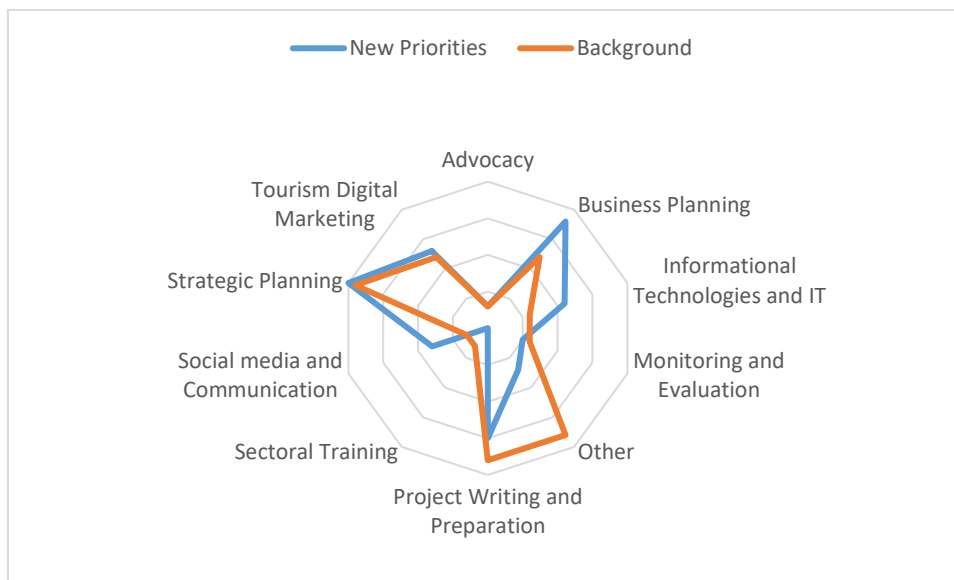 New Priorities
Background
Advocacy
Tourism Digital
Marketing
Business Planning
Strategic Planning
Informational
Technologies and IT
Social media and
Communication
Monitoring and
Evaluation
Sectoral Training
Other
Project Writing and
Preparation